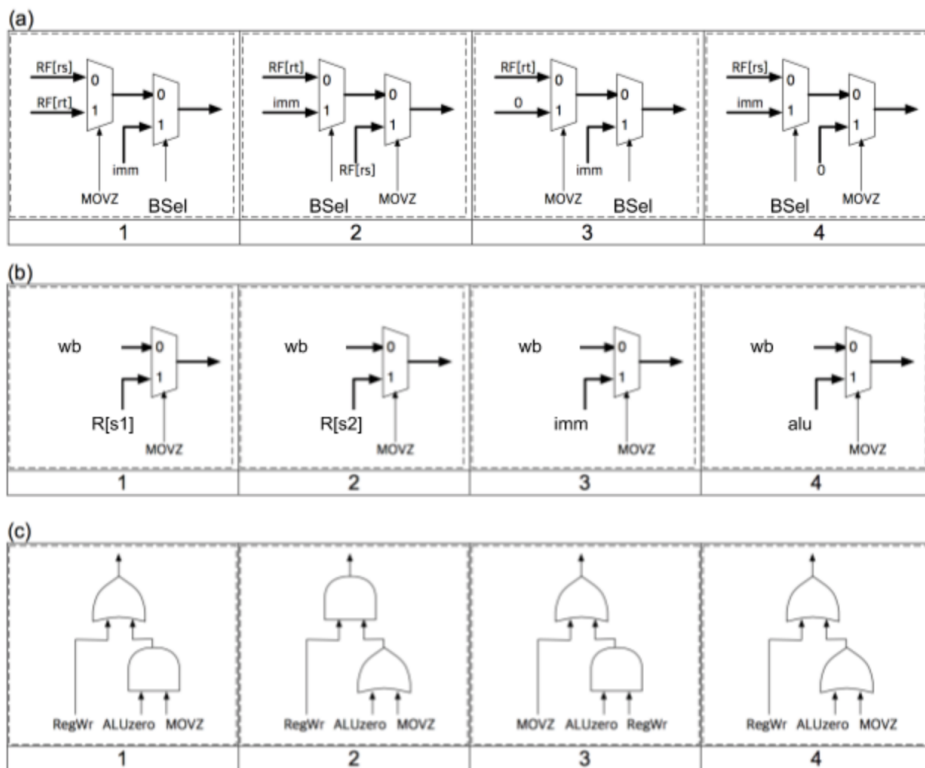 (a)
RF[rs] 0 RF[rt] 0 RF[rt] 0 RF[rs] 0
0 0 0 0
RF[rt] 1 imm 1 0 1 imm 1
1 1 1 1
imm RF[rs] imm 0
MOVZ BSel BSel MOVZ MOVZ BSel BSel MOVZ
1 2 3 4
(b)
wb 0 wb 0 wb 0 wb 0
1 1 1 1
R[s1] R[s2] imm alu
MOVZ MOVZ MOVZ MOVZ
1 2 3 4
(c)
RegWr ALUzero MOVZ RegWr ALUzero MOVZ MOVZ ALUzero RegWr RegWr ALUzero MOVZ
1 2 3 4